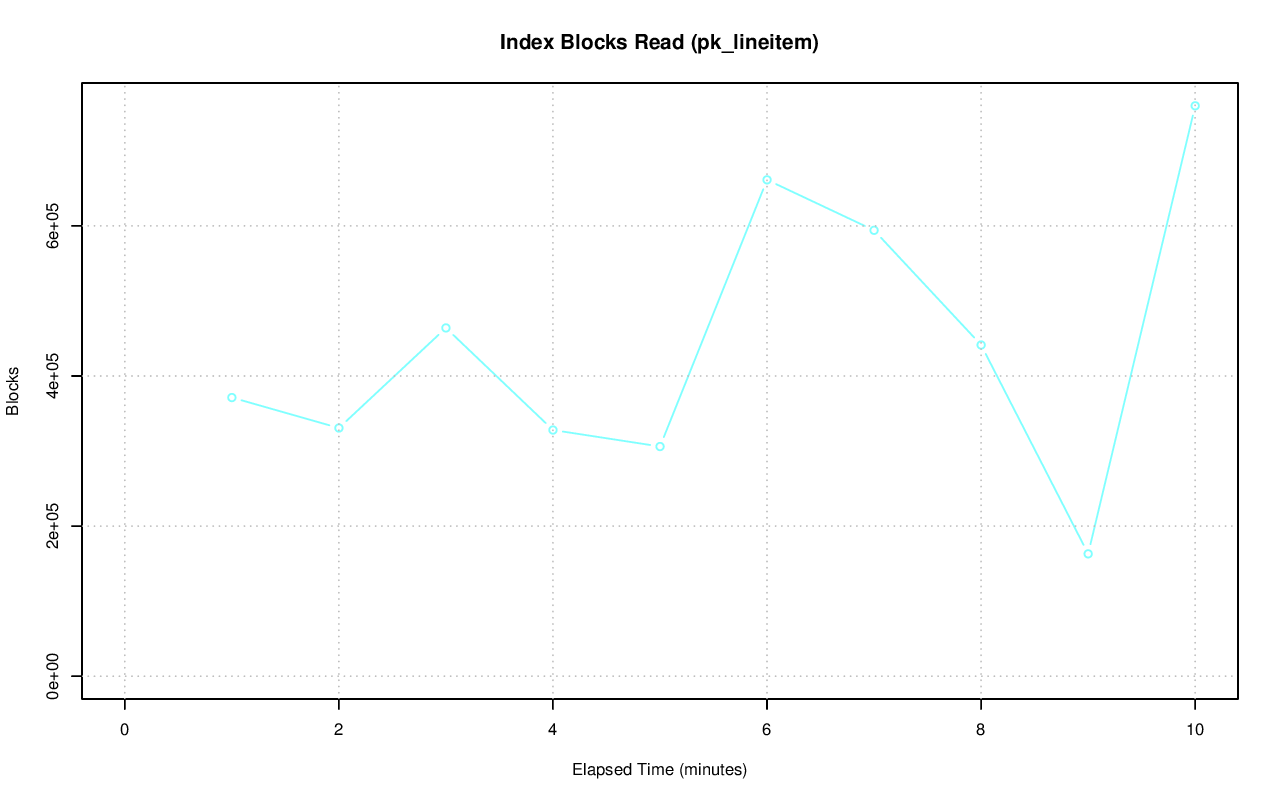 Index Blocks Read (pk_lineitem)
Blocks
6e+05
4e+05
2e+05
0e+00
0 2 4 6 8 10
Elapsed Time (minutes)